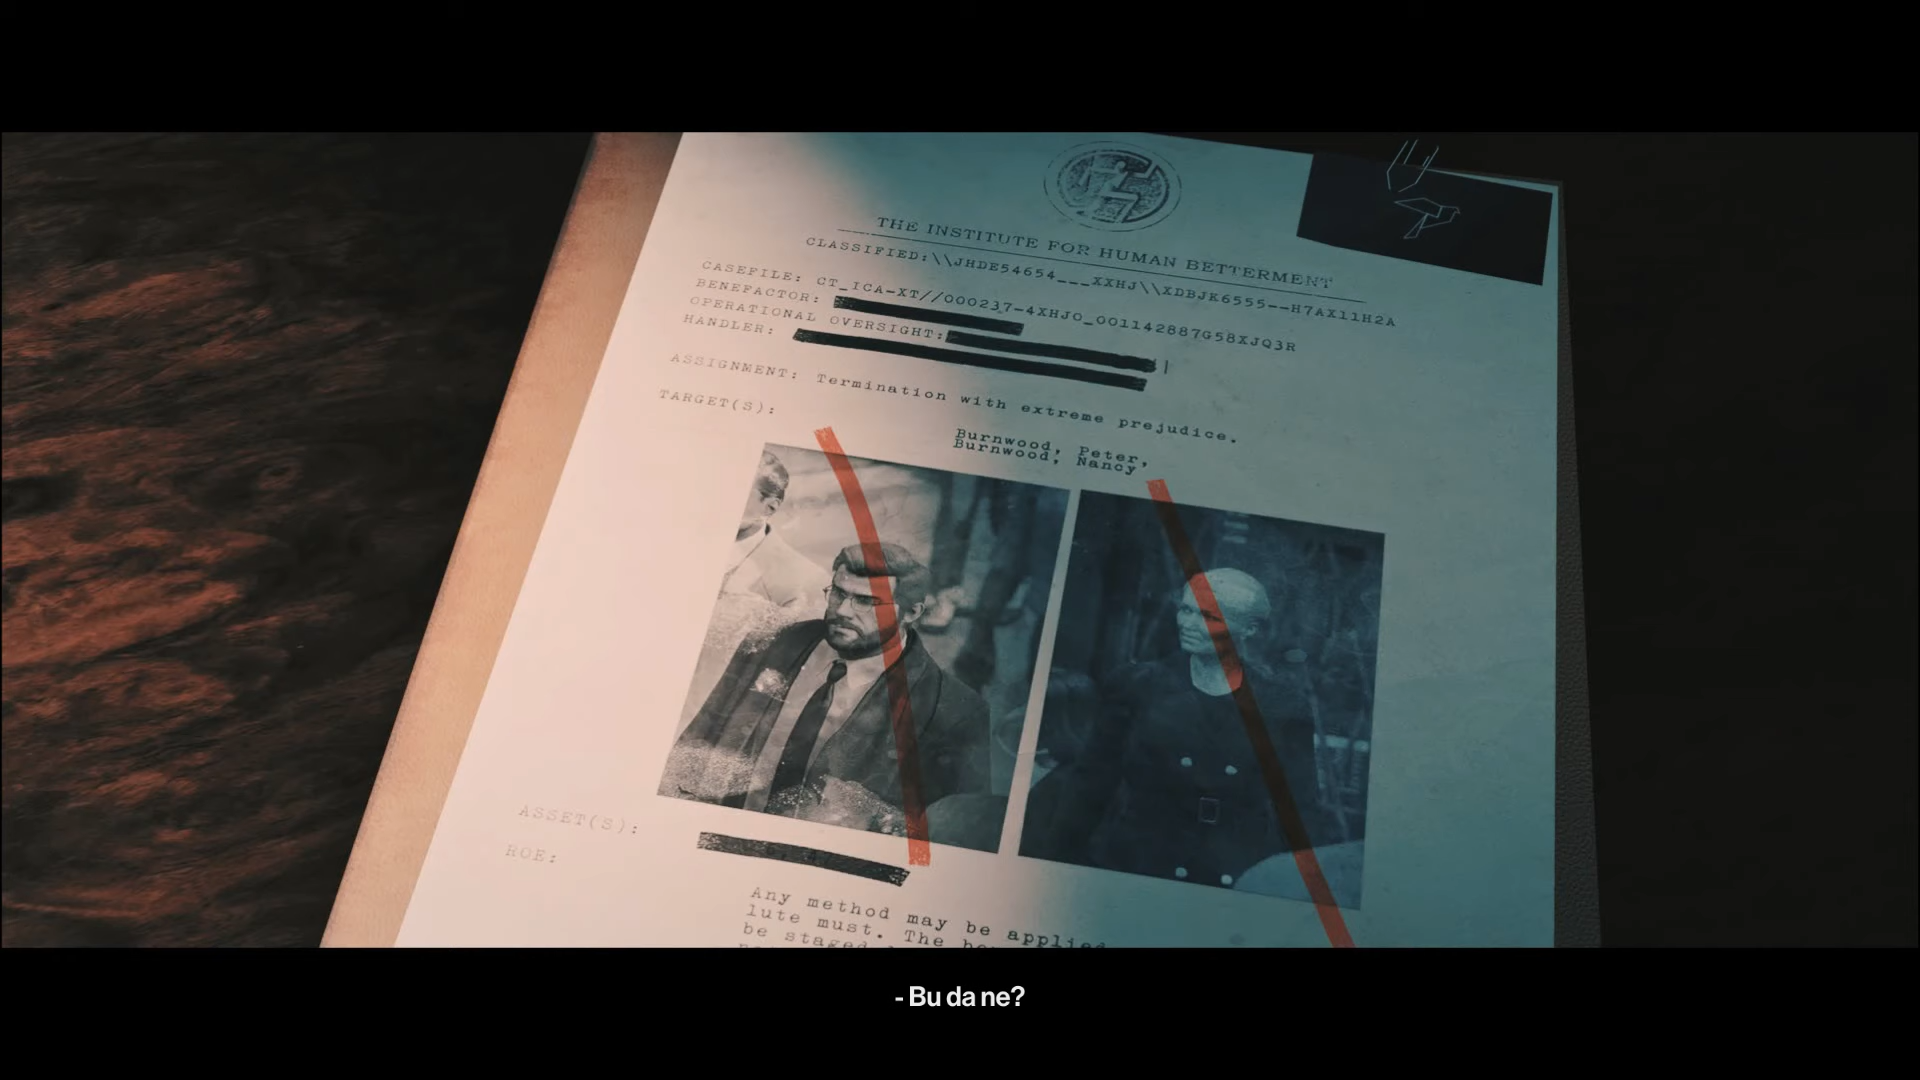 THE INSTITUTE FOR HUMAN BETTERMENT
CLASSIFIED:\\JHDE54654___XXHJ\\XDBJK6555--H7AX11H2A
CASEFILE: CT_ICA-XT//000237-4XHJO_001142887G58XJQ3R
BENEFACTOR:
OPERATIONAL OVERSIGHT:
HANDLER:
ASSIGNMENT: Termination with extreme prejudice.
TARGET(S):
Burnwood, Peter,
Burnwood, Nancy
ASSET(S):
ROE:
Any method may be applied
lute must. The
be staged
- Bu da ne?